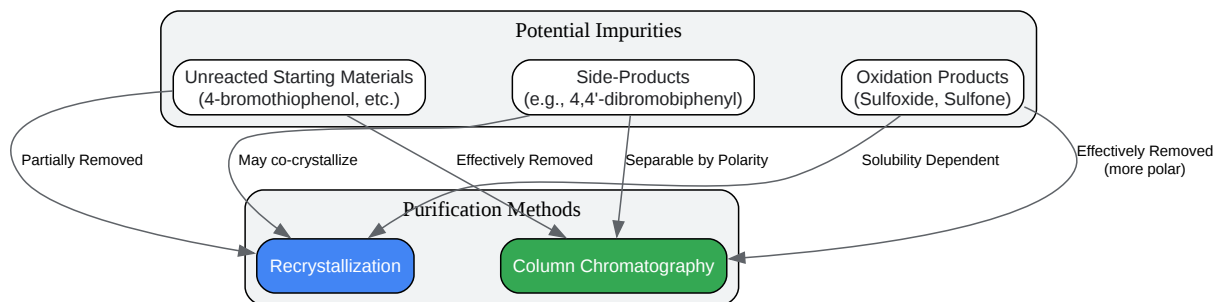 Potential Impurities
Unreacted Starting Materials
(4-bromothiophenol, etc.)
Side-Products
(e.g., 4,4'-dibromobiphenyl)
Oxidation Products
(Sulfoxide, Sulfone)
Partially Removed
May co-crystallize
Effectively Removed
Separable by Polarity
Solubility Dependent
Effectively Removed
(more polar)
Purification Methods
Recrystallization
Column Chromatography